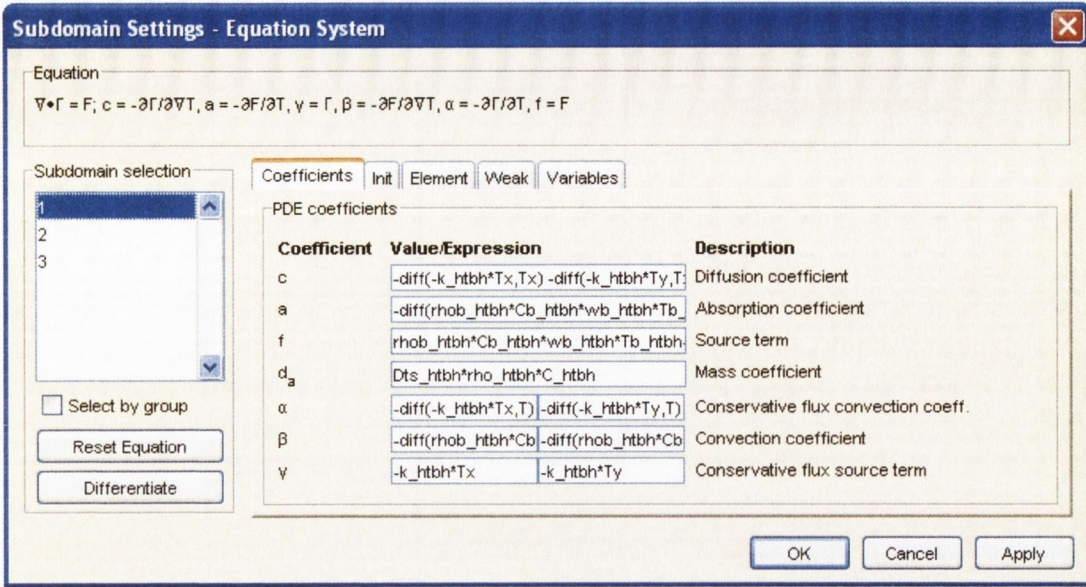 Subdomain Settings - Equation System
Equation
∇•Γ = F; c = -∂Γ/∂∇T, a = -∂F/∂T, γ = Γ, β = -∂F/∂∇T, α = -∂Γ/∂T, f = F
Subdomain selection
1
2
3
Select by group
Reset Equation
Differentiate
Coefficients Init Element Weak Variables
PDE coefficients
Coefficient Value/Expression Description
c -diff(-k_htbh*Tx,Tx) -diff(-k_htbh*Ty,T Diffusion coefficient
a -diff(rhob_htbh*Cb_htbh*wb_htbh*Tb_ Absorption coefficient
f rhob_htbh*Cb_htbh*wb_htbh*Tb_htbh- Source term
da Dts_htbh*rho_htbh*C_htbh Mass coefficient
α -diff(-k_htbh*Tx,T) -diff(-k_htbh*Ty,T) Conservative flux convection coeff.
β -diff(rhob_htbh*Cb -diff(rhob_htbh*Cb Convection coefficient
γ -k_htbh*Tx -k_htbh*Ty Conservative flux source term
OK Cancel Apply